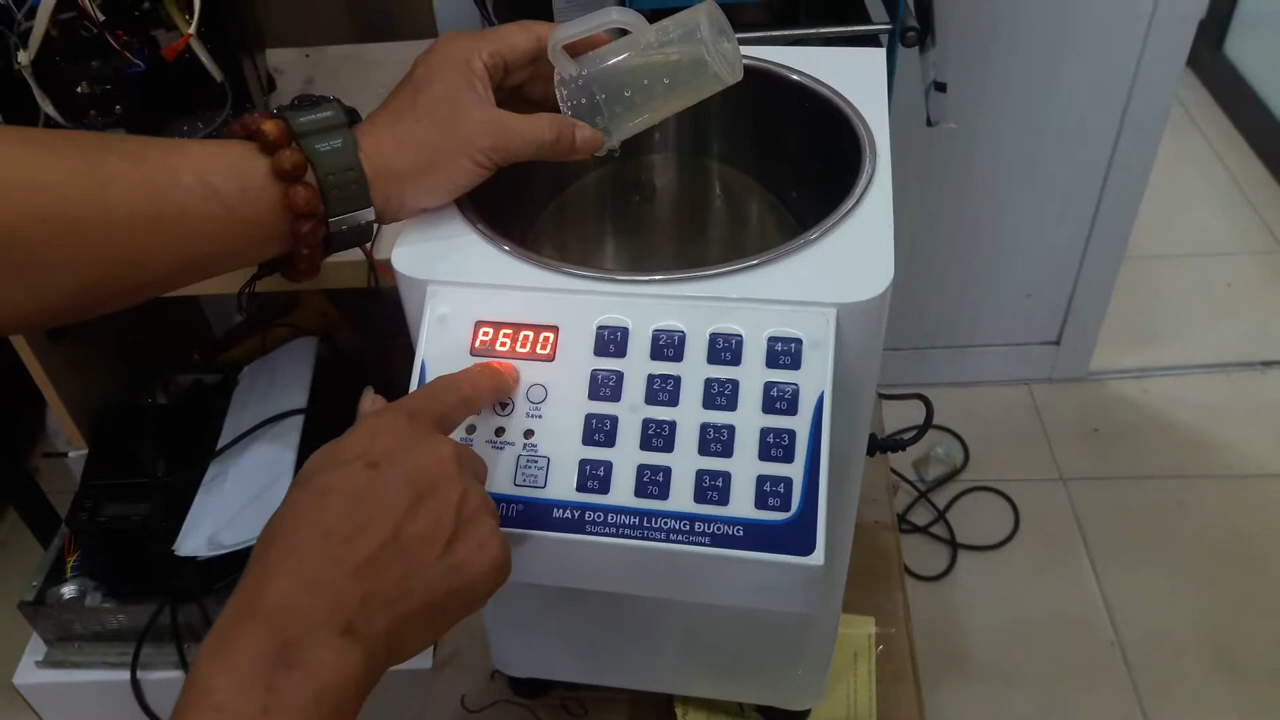 P600
1-1
5
2-1
10
3-1
15
4-1
20
1-2
25
2-2
30
3-2
35
4-2
40
LƯU
Save
1-3
45
2-3
50
3-3
55
4-3
60
ĐÈN
HÂM NÓNG
Heat
BƠM
Pump
1-4
65
2-4
70
3-4
75
4-4
80
BƠM
LIÊN TỤC
Pump
A Lot
MÁY ĐO ĐỊNH LƯỢNG ĐƯỜNG
SUGAR FRUCTOSE MACHINE